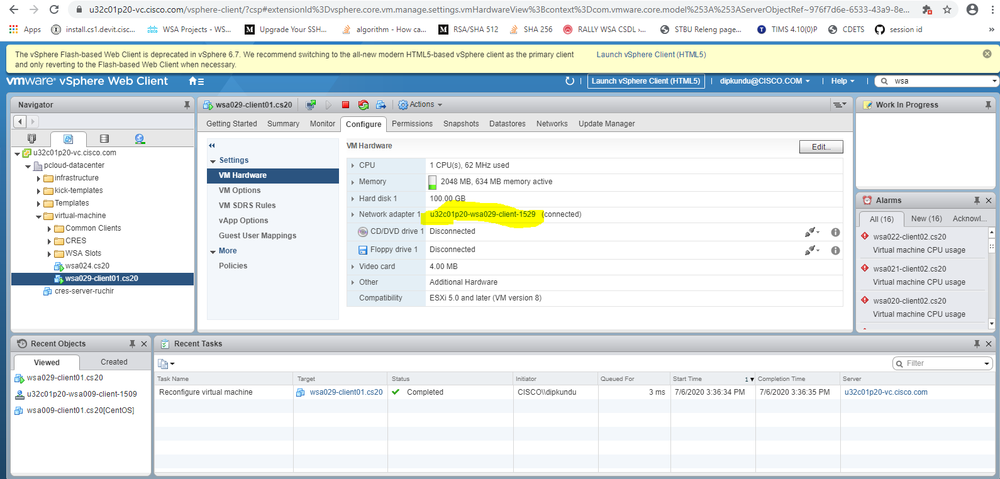 u32c01p20-vc.cisco.com/vsphere-client/?csp#extensionId%3Dvsphere.core.vm.manage.settings.vmHardwareView%3Bcontext%3Dcom.vmware.core.model%253A%253AServerObjectRef~976f7d6e-6533-43a9-8e...
Apps install.cs1.devit.cisc... WSA Projects - WS... Upgrade Your SSH... algorithm - How ca... RSA/SHA 512 SHA 256 RALLY WSA CSDL ›... STBU Releng page... TIMS 4.10(0)P CDETS session id »
The vSphere Flash-based Web Client is deprecated in vSphere 6.7. We recommend switching to the all-new modern HTML5-based vSphere client as the primary client
and only reverting to the Flash-based Web Client when necessary.
Launch vSphere Client (HTML5)
vmware® vSphere Web Client
Launch vSphere Client (HTML5) dipkundu@CISCO.COM Help wsa
Navigator
u32c01p20-vc.cisco.com
pcloud-datacenter
infrastructure
kick-templates
Templates
virtual-machine
Common Clients
CRES
WSA Slots
wsa024.cs20
wsa029-client01.cs20
cres-server-ruchir
wsa029-client01.cs20 Actions
Getting Started Summary Monitor Configure Permissions Snapshots Datastores Networks Update Manager
Settings
VM Hardware
VM Options
VM SDRS Rules
vApp Options
Guest User Mappings
More
Policies
VM Hardware
Edit...
CPU 1 CPU(s), 62 MHz used
Memory 2048 MB, 634 MB memory active
Hard disk 1 100.00 GB
Network adapter 1 u32c01p20-wsa029-client-1529 (connected)
CD/DVD drive 1 Disconnected
Floppy drive 1 Disconnected
Video card 4.00 MB
Other Additional Hardware
Compatibility ESXi 5.0 and later (VM version 8)
Work In Progress
Alarms
All (16) New (16) Acknowl...
wsa022-client02.cs20
Virtual machine CPU usage
wsa021-client02.cs20
Virtual machine CPU usage
wsa020-client02.cs20
Virtual machine CPU usage
Recent Objects
Viewed Created
wsa029-client01.cs20
u32c01p20-wsa009-client-1509
wsa009-client01.cs20[CentOS]
Recent Tasks
Filter
Task Name Target Status Initiator Queued For Start Time 1 Completion Time Server
Reconfigure virtual machine wsa029-client01.cs20 Completed CISCO\\dipkundu 3 ms 7/6/2020 3:36:34 PM 7/6/2020 3:36:35 PM u32c01p20-vc.cisco.com